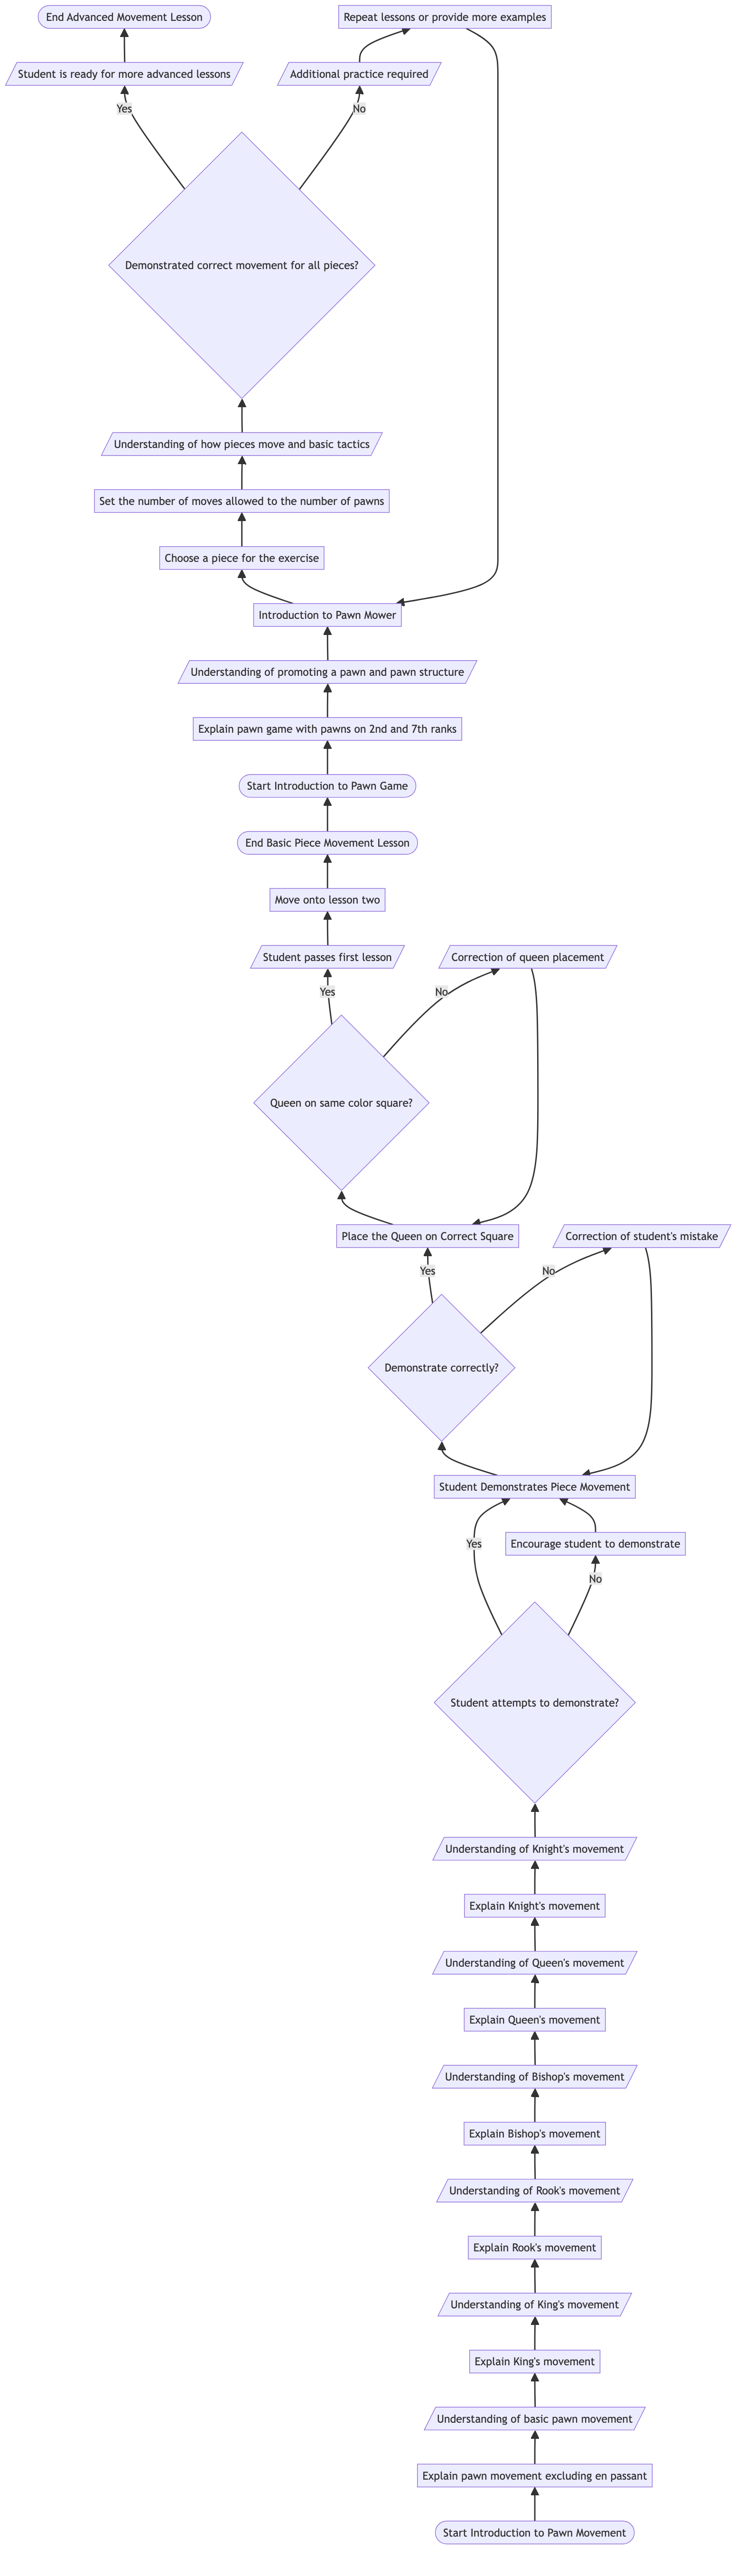 End Advanced Movement Lesson
Repeat lessons or provide more examples
Student is ready for more advanced lessons
Additional practice required
Yes
No
Demonstrated correct movement for all pieces?
Understanding of how pieces move and basic tactics
Set the number of moves allowed to the number of pawns
Choose a piece for the exercise
Introduction to Pawn Mower
Understanding of promoting a pawn and pawn structure
Explain pawn game with pawns on 2nd and 7th ranks
Start Introduction to Pawn Game
End Basic Piece Movement Lesson
Move onto lesson two
Student passes first lesson
Correction of queen placement
Yes
No
Queen on same color square?
Place the Queen on Correct Square
Correction of student's mistake
Yes
No
Demonstrate correctly?
Student Demonstrates Piece Movement
Yes
Encourage student to demonstrate
No
Student attempts to demonstrate?
Understanding of Knight's movement
Explain Knight's movement
Understanding of Queen's movement
Explain Queen's movement
Understanding of Bishop's movement
Explain Bishop's movement
Understanding of Rook's movement
Explain Rook's movement
Understanding of King's movement
Explain King's movement
Understanding of basic pawn movement
Explain pawn movement excluding en passant
Start Introduction to Pawn Movement